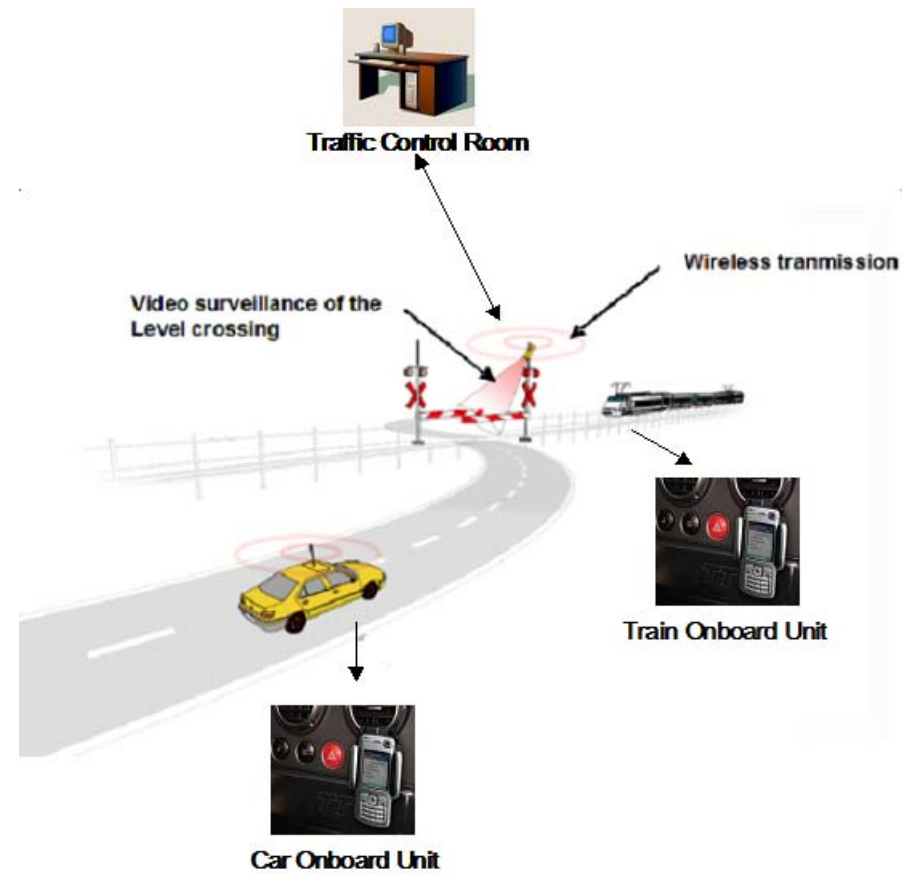 Traffic Control Room
Wireless tranmission
Video surveillance of the
Level crossing
Train Onboard Unit
Car Onboard Unit